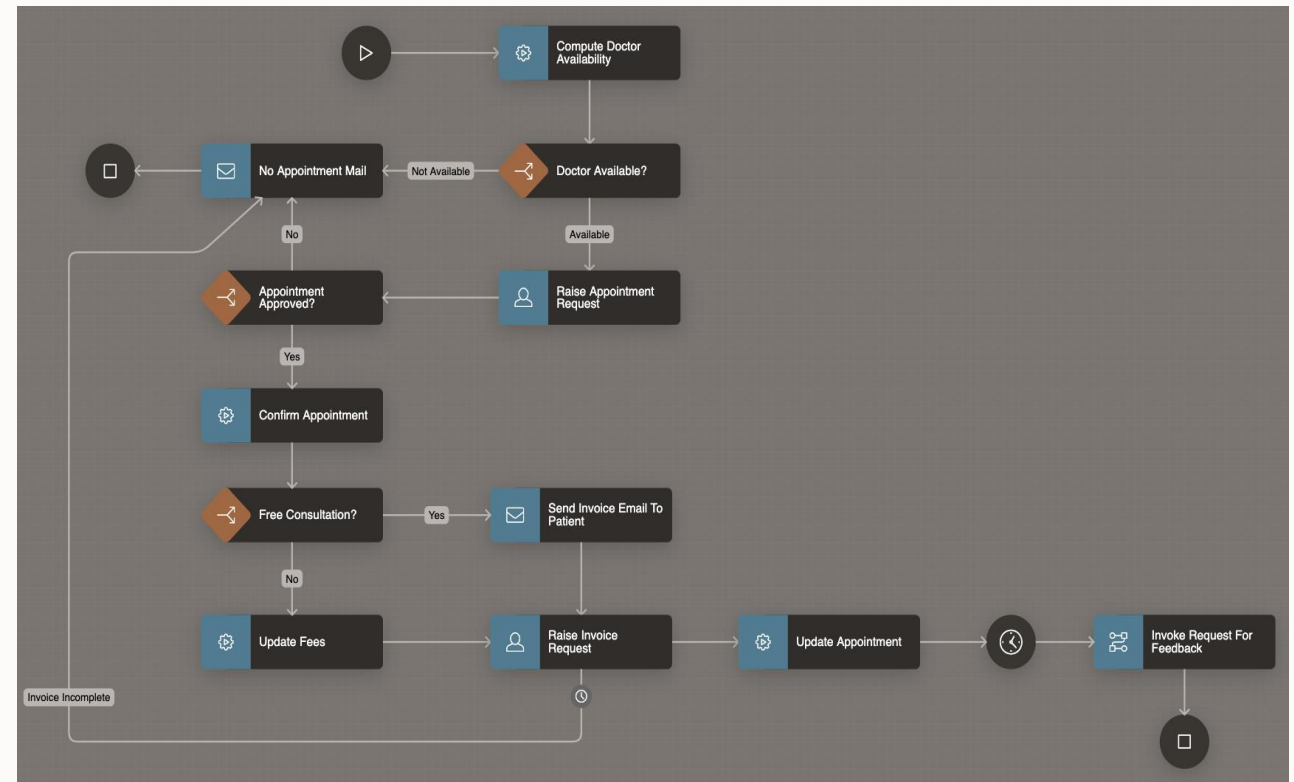 Compute Doctor
Availability
No Appointment Mail
Not Available
Doctor Available?
No
Available
Appointment
Approved?
Raise Appointment
Request
Yes
Confirm Appointment
Free Consultation?
Yes
Send Invoice Email To
Patient
No
Update Fees
Raise Invoice
Request
Update Appointment
Invoke Request For
Feedback
Invoice Incomplete